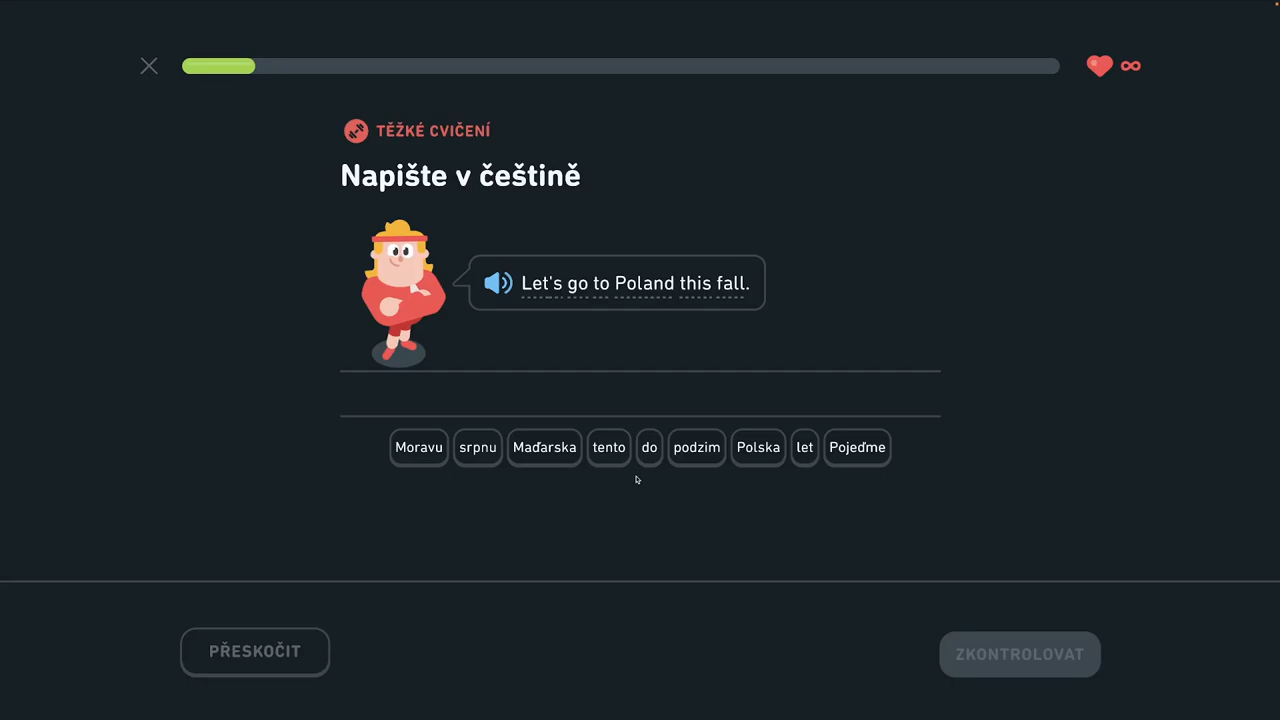 TĚŽKÉ CVIČENÍ
Napište v češtině
Let's go to Poland this fall.
Moravu srpnu Maďarska tento do podzim Polska let Pojeďme
PŘESKOČIT ZKONTROLOVAT